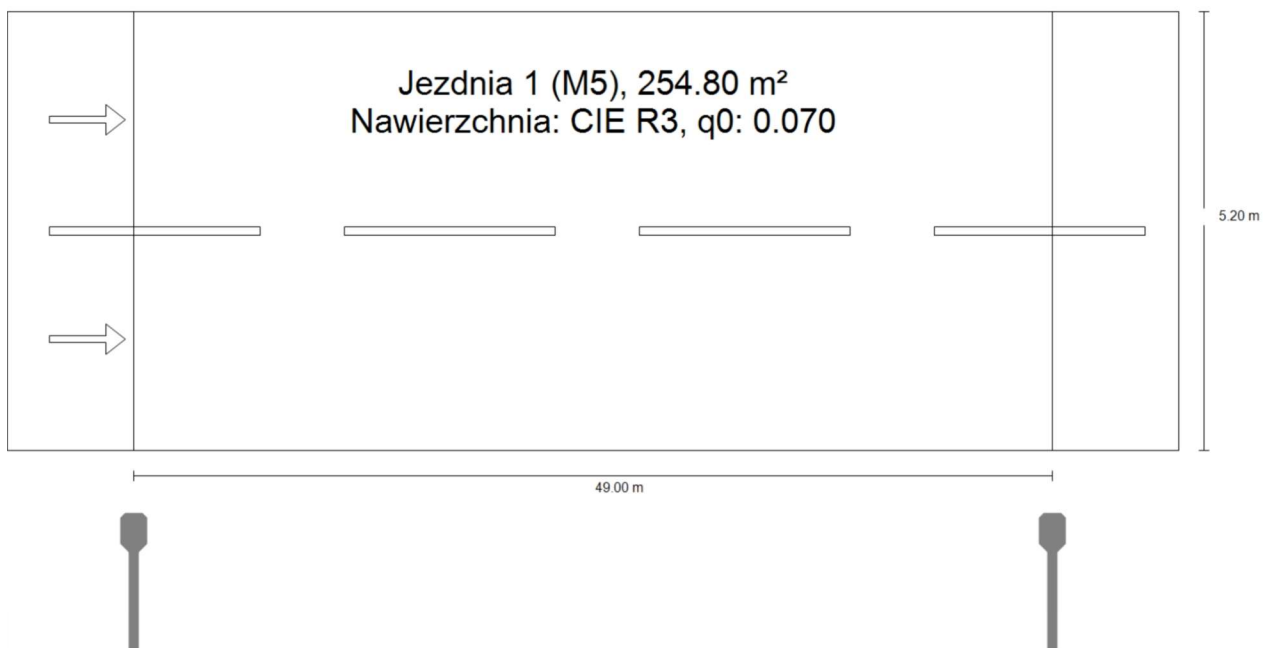 Jezdnia 1 (M5), 254.80 m²
Nawierzchnia: CIE R3, q0: 0.070
5.20 m
49.00 m